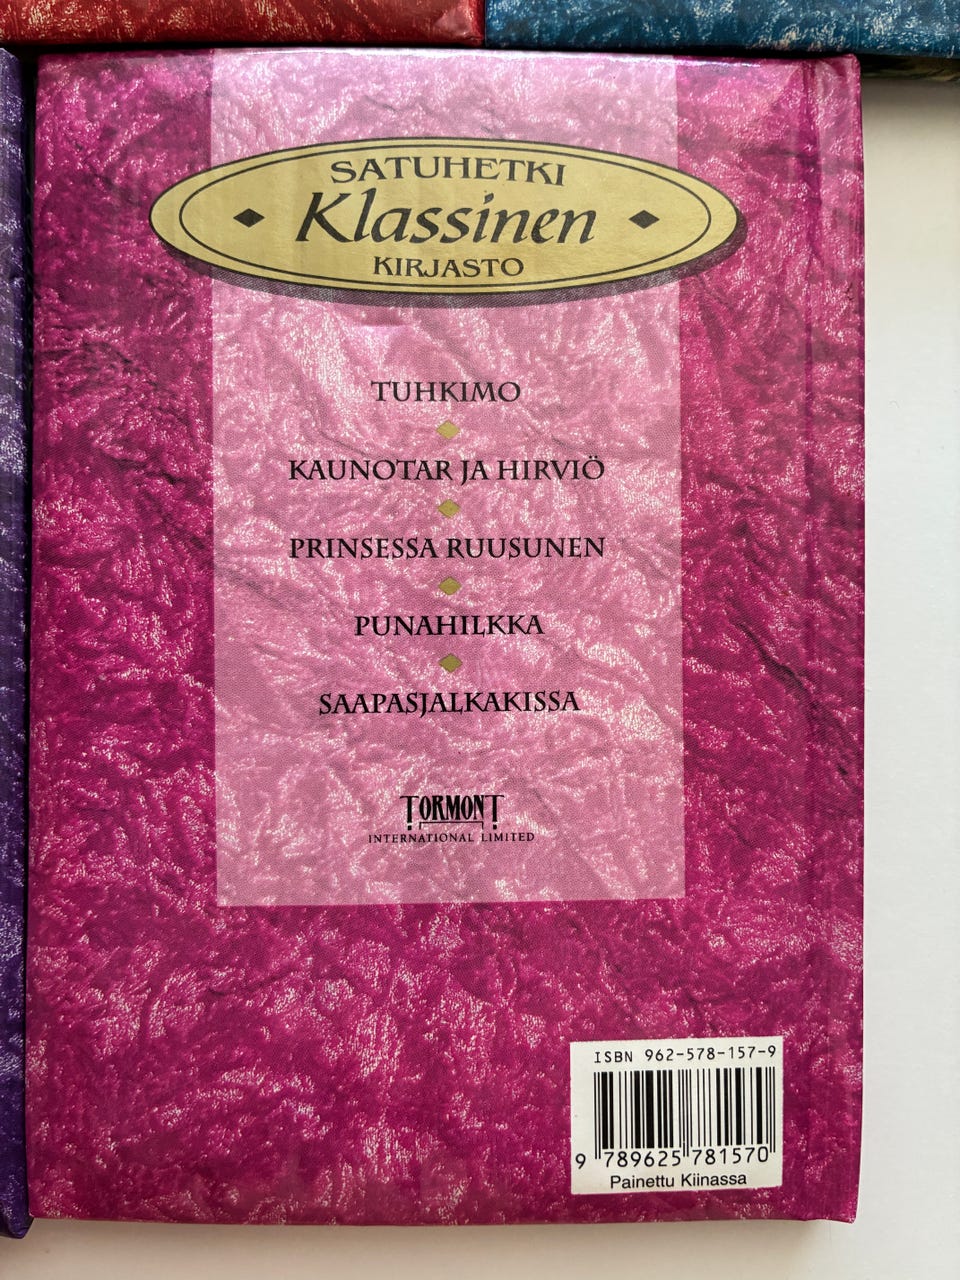 SATUHETKI
Klassinen
KIRJASTO
TUHKIMO
KAUNOTAR JA HIRVIÖ
PRINSESSA RUUSUNEN
PUNAHILKKA
SAAPASJALKAKISSA
TORMONT
INTERNATIONAL LIMITED
ISBN 962-578-157-9
9 789625 781570
Painettu Kiinassa